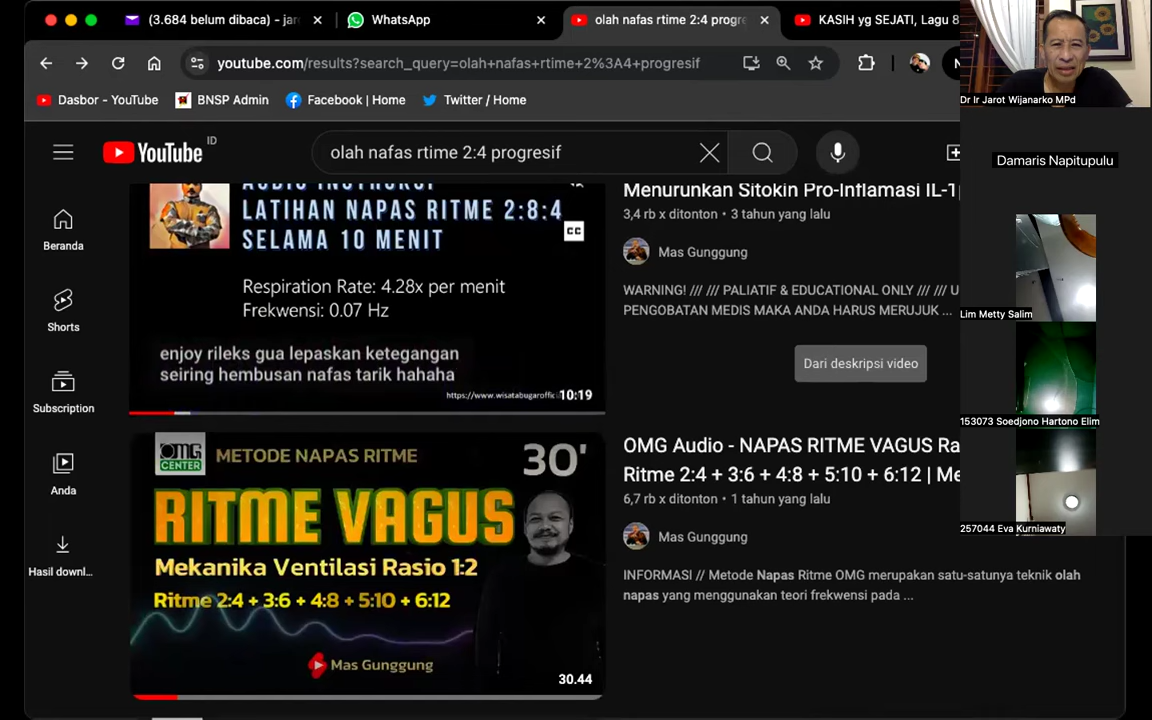 (3.684 belum dibaca) - jar
WhatsApp
olah nafas rtime 2:4 progre
KASIH yg SEJATI, Lagu 8
youtube.com/results?search_query=olah+nafas+rtime+2%3A4+progresif
Dasbor - YouTube
BNSP Admin
Facebook | Home
Twitter / Home
YouTube
ID
olah nafas rtime 2:4 progresif
Beranda
Shorts
Subscription
Anda
Hasil downl...
AUDIO INSTRUKSI
LATIHAN NAPAS RITME 2:8:4
SELAMA 10 MENIT
CC
Respiration Rate: 4.28x per menit
Frekwensi: 0.07 Hz
enjoy rileks gua lepaskan ketegangan
seiring hembusan nafas tarik hahaha
https://www.wisatabugaroffic
10:19
Menurunkan Sitokin Pro-Inflamasi IL-1
3,4 rb x ditonton • 3 tahun yang lalu
Mas Gunggung
WARNING! /// /// PALIATIF & EDUCATIONAL ONLY /// /// U
PENGOBATAN MEDIS MAKA ANDA HARUS MERUJUK ...
Dari deskripsi video
OMG
CENTER
METODE NAPAS RITME
30'
RITME VAGUS
Mekanika Ventilasi Rasio 1:2
Ritme 2:4 + 3:6 + 4:8 + 5:10 + 6:12
Mas Gunggung
30.44
OMG Audio - NAPAS RITME VAGUS Ra
Ritme 2:4 + 3:6 + 4:8 + 5:10 + 6:12 | Me
6,7 rb x ditonton • 1 tahun yang lalu
Mas Gunggung
INFORMASI // Metode Napas Ritme OMG merupakan satu-satunya teknik olah
napas yang menggunakan teori frekwensi pada ...
Dr Ir Jarot Wijanarko MPd
Damaris Napitupulu
Lim Metty Salim
153073 Soedjono Hartono Elim
257044 Eva Kurniawaty